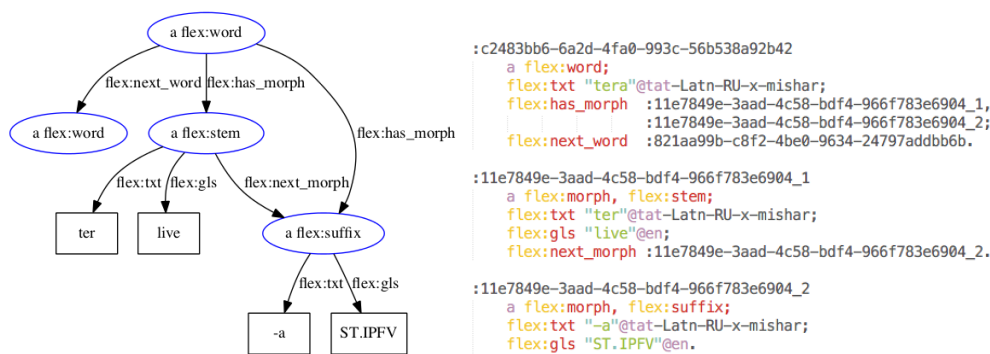 a flex:word
flex:next_word flex:has_morph
a flex:word a flex:stem flex:has_morph
flex:txt flex:gls flex:next_morph
ter live a flex:suffix
flex:txt flex:gls
-a ST.IPFV
:c2483bb6-6a2d-4fa0-993c-56b538a92b42
a flex:word;
flex:txt "tera"@tat-Latn-RU-x-mishar;
flex:has_morph :11e7849e-3aad-4c58-bdf4-966f783e6904_1,
:11e7849e-3aad-4c58-bdf4-966f783e6904_2;
flex:next_word :821aa99b-c8f2-4be0-9634-24797addbb6b.
:11e7849e-3aad-4c58-bdf4-966f783e6904_1
a flex:morph, flex:stem;
flex:txt "ter"@tat-Latn-RU-x-mishar;
flex:gls "live"@en;
flex:next_morph :11e7849e-3aad-4c58-bdf4-966f783e6904_2.
:11e7849e-3aad-4c58-bdf4-966f783e6904_2
a flex:morph, flex:suffix;
flex:txt "-a"@tat-Latn-RU-x-mishar;
flex:gls "ST.IPFV"@en.